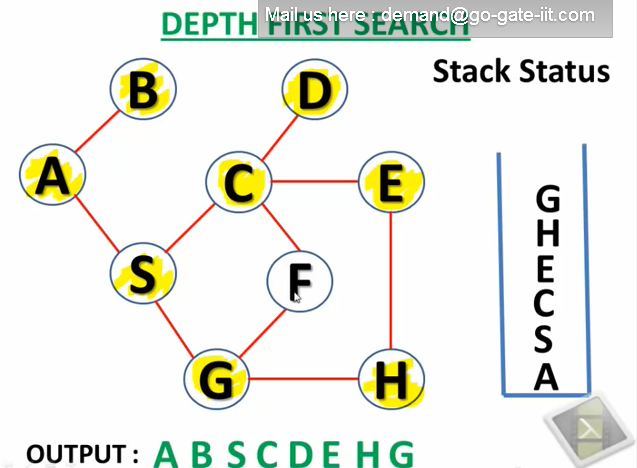 DEPTH FIRST SEARCH
Mail us here : demand@go-gate-iit.com
Stack Status
B
D
A
C
E
S
F
G
H
G
H
E
C
S
A
OUTPUT : A B S C D E H G